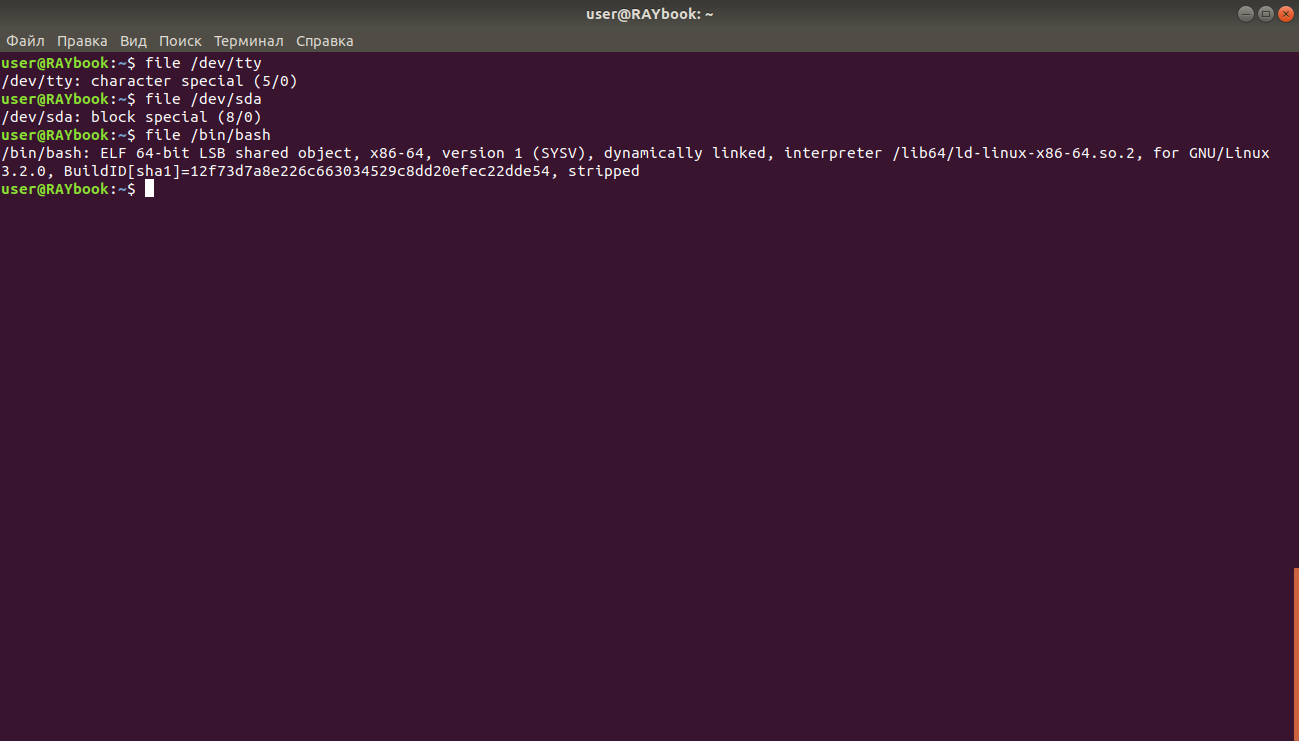 user@RAYbook: ~
Файл Правка Вид Поиск Терминал Справка
user@RAYbook:~$ file /dev/tty
/dev/tty: character special (5/0)
user@RAYbook:~$ file /dev/sda
/dev/sda: block special (8/0)
user@RAYbook:~$ file /bin/bash
/bin/bash: ELF 64-bit LSB shared object, x86-64, version 1 (SYSV), dynamically linked, interpreter /lib64/ld-linux-x86-64.so.2, for GNU/Linux
3.2.0, BuildID[sha1]=12f73d7a8e226c663034529c8dd20efec22dde54, stripped
user@RAYbook:~$